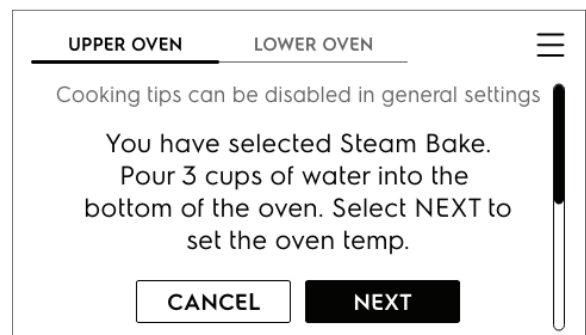 UPPER OVEN LOWER OVEN
Cooking tips can be disabled in general settings
You have selected Steam Bake.
Pour 3 cups of water into the
bottom of the oven. Select NEXT to
set the oven temp.
CANCEL NEXT